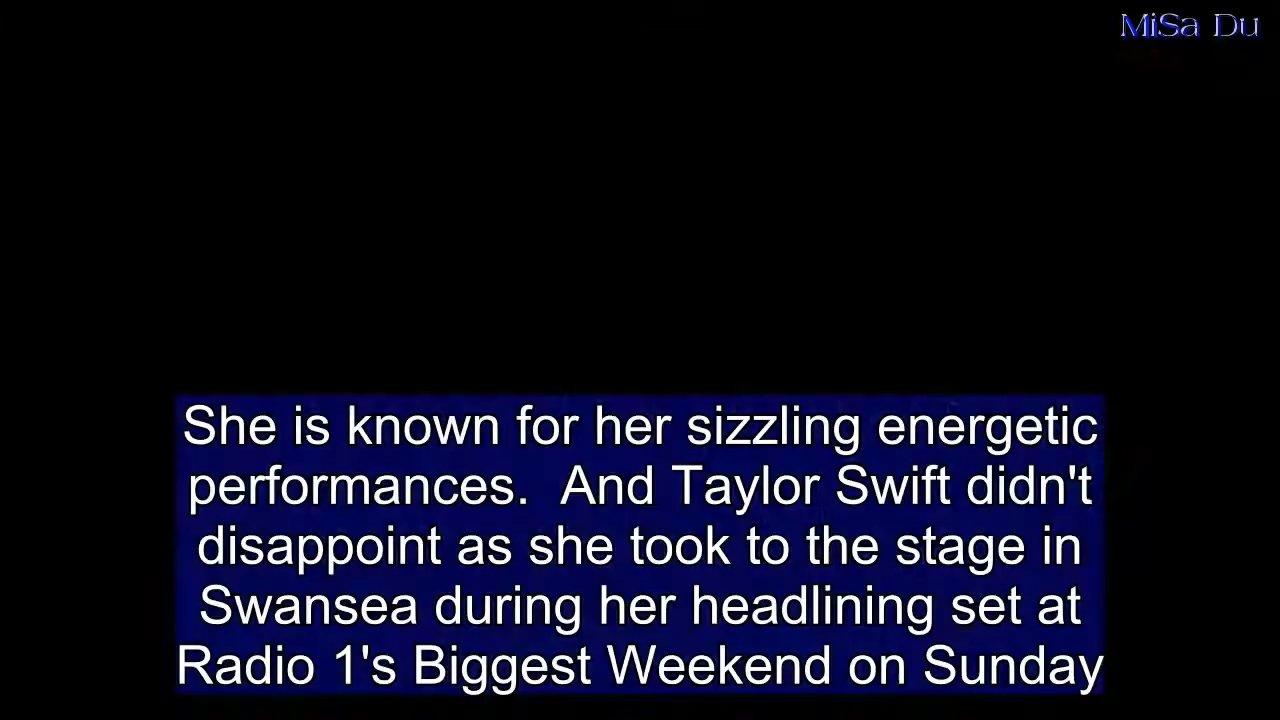 MiSa Du
She is known for her sizzling energetic
performances.  And Taylor Swift didn't
disappoint as she took to the stage in
Swansea during her headlining set at
Radio 1's Biggest Weekend on Sunday